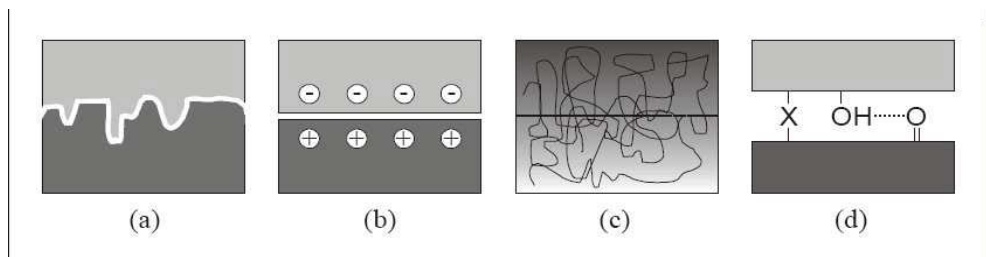 - - - -
+ + + +
X OH O
(a) (b) (c) (d)